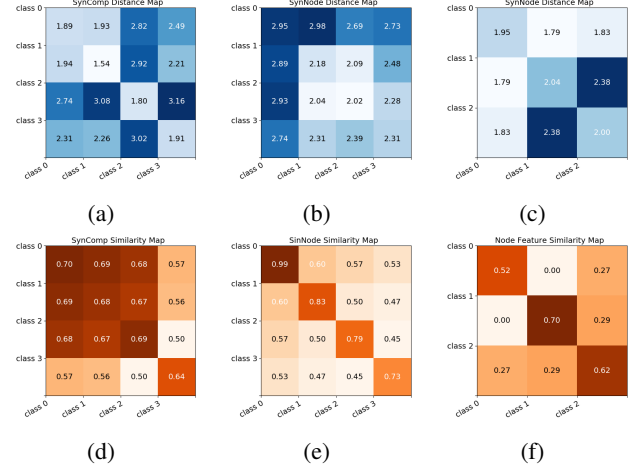 SynComp Distance Map
class 0
1.89 1.93 2.82 2.49
class 1
1.94 1.54 2.92 2.21
class 2
2.74 3.08 1.80 3.16
class 3
2.31 2.26 3.02 1.91
class 0 class 1 class 2 class 3
(a)
SynNode Distance Map
class 0
2.95 2.98 2.69 2.73
class 1
2.89 2.18 2.09 2.48
class 2
2.93 2.04 2.02 2.28
class 3
2.74 2.31 2.39 2.31
class 0 class 1 class 2 class 3
(b)
SynNode Distance Map
class 0
1.95 1.79 1.83
class 1
1.79 2.04 2.38
class 2
1.83 2.38 2.00
class 0 class 1 class 2
(c)
SynComp Similarity Map
class 0
0.70 0.69 0.68 0.57
class 1
0.69 0.68 0.67 0.56
class 2
0.68 0.67 0.69 0.50
class 3
0.57 0.56 0.50 0.64
class 0 class 1 class 2 class 3
(d)
SinNode Similarity Map
class 0
0.99 0.60 0.57 0.53
class 1
0.60 0.83 0.50 0.47
class 2
0.57 0.50 0.79 0.45
class 3
0.53 0.47 0.45 0.73
class 0 class 1 class 2 class 3
(e)
Node Feature Similarity Map
class 0
0.52 0.00 0.27
class 1
0.00 0.70 0.29
class 2
0.27 0.29 0.62
class 0 class 1 class 2
(f)